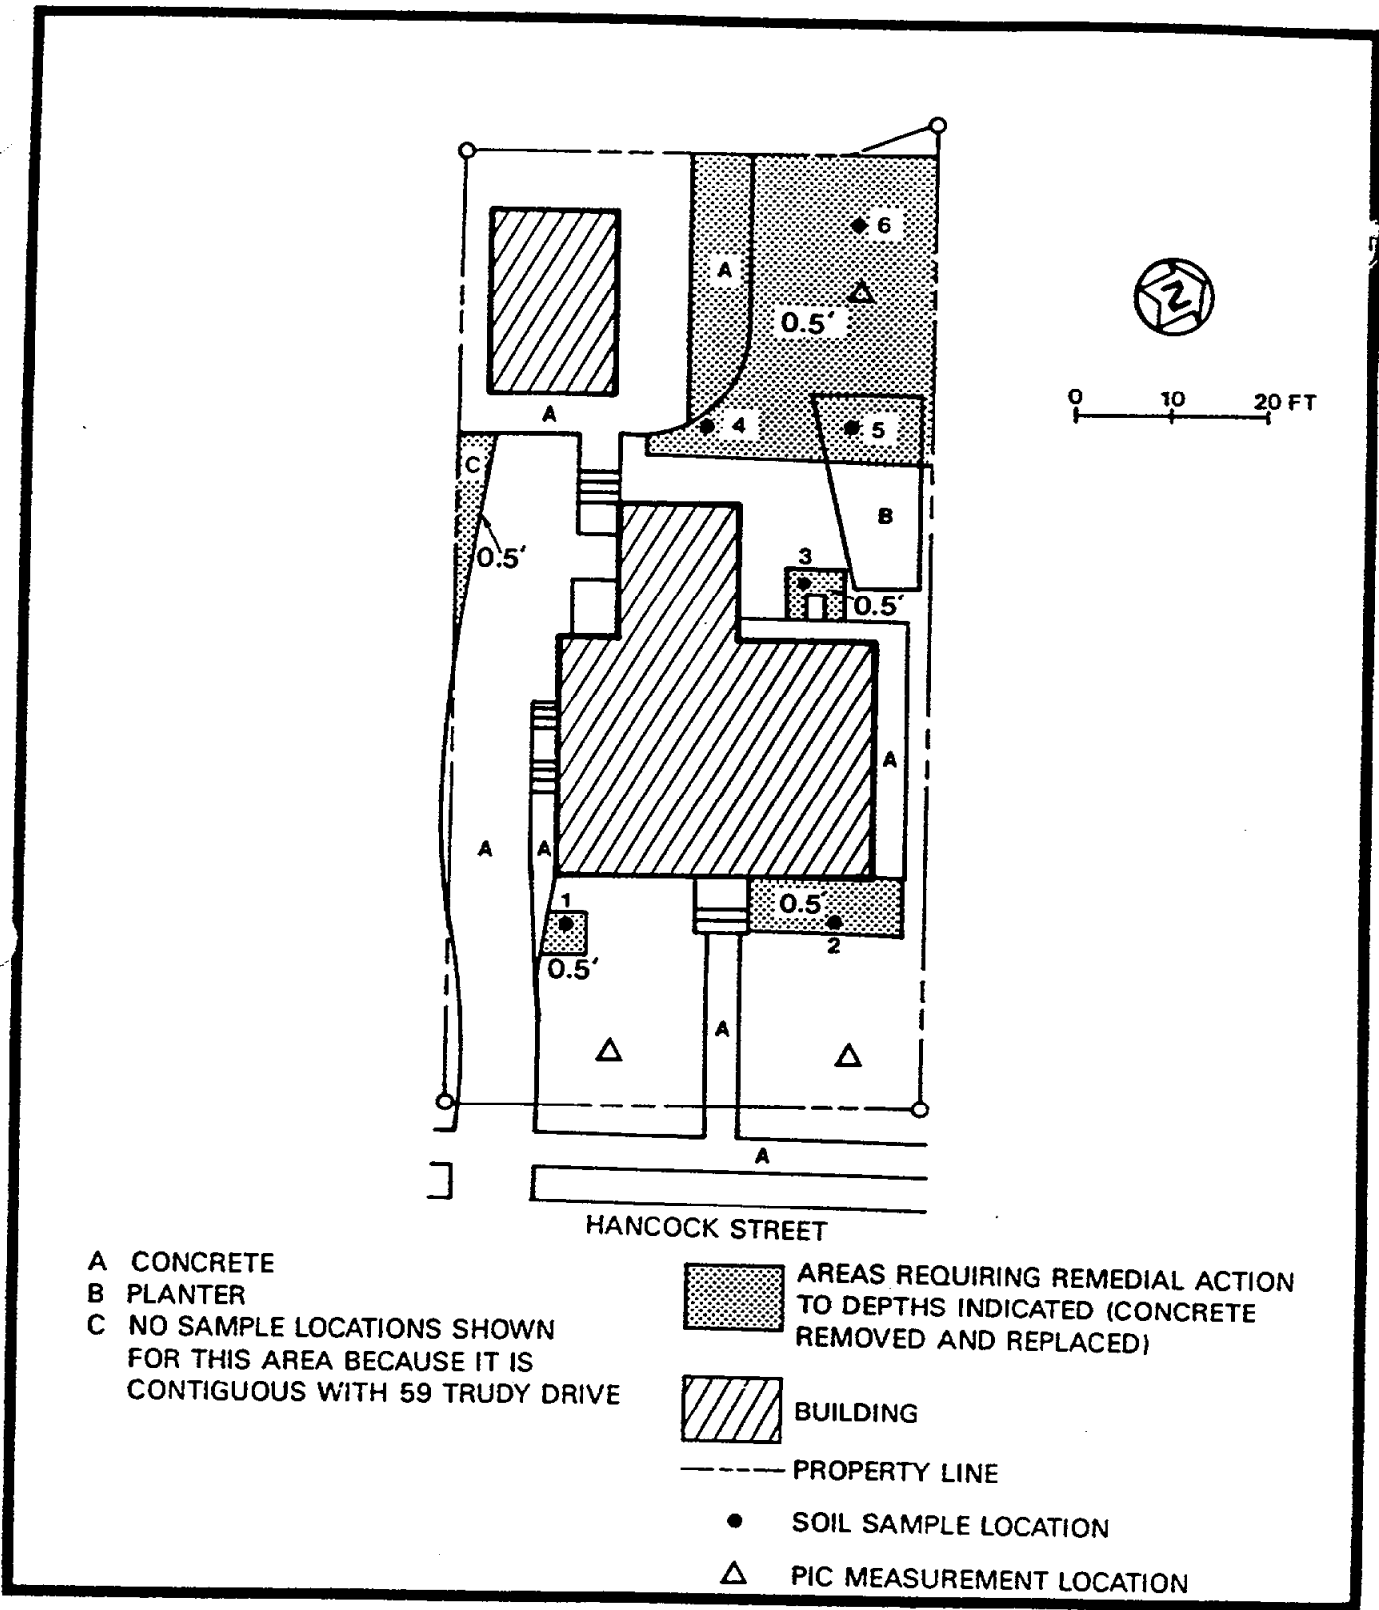 6
A
0.5'
N
0 10 20 FT
A
4
5
C
B
0.5'
3
0.5'
A
A
A
1
0.5'
2
0.5'
A
A
HANCOCK STREET
A CONCRETE
B PLANTER
C NO SAMPLE LOCATIONS SHOWN
FOR THIS AREA BECAUSE IT IS
CONTIGUOUS WITH 59 TRUDY DRIVE
AREAS REQUIRING REMEDIAL ACTION
TO DEPTHS INDICATED (CONCRETE
REMOVED AND REPLACED)
BUILDING
PROPERTY LINE
SOIL SAMPLE LOCATION
PIC MEASUREMENT LOCATION